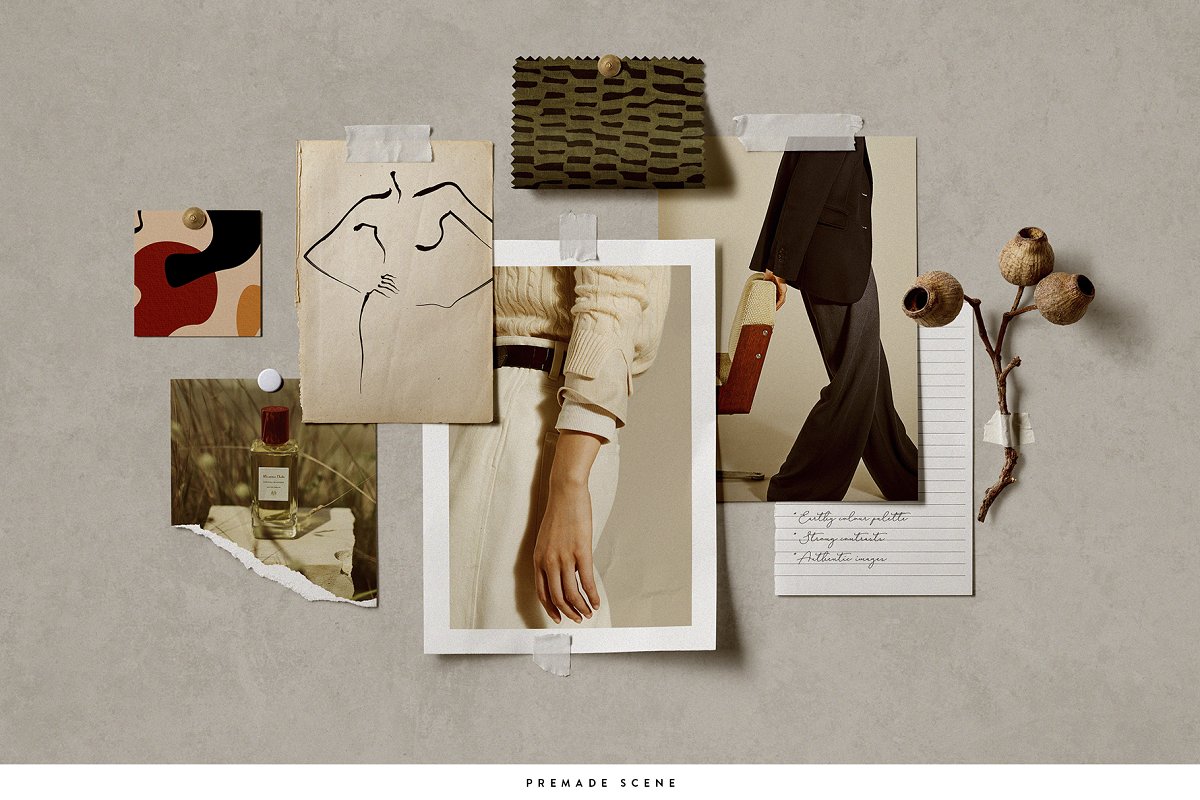 * Earthy colour palette
* Strong contrasts
* Authentic images
PREMADE SCENE